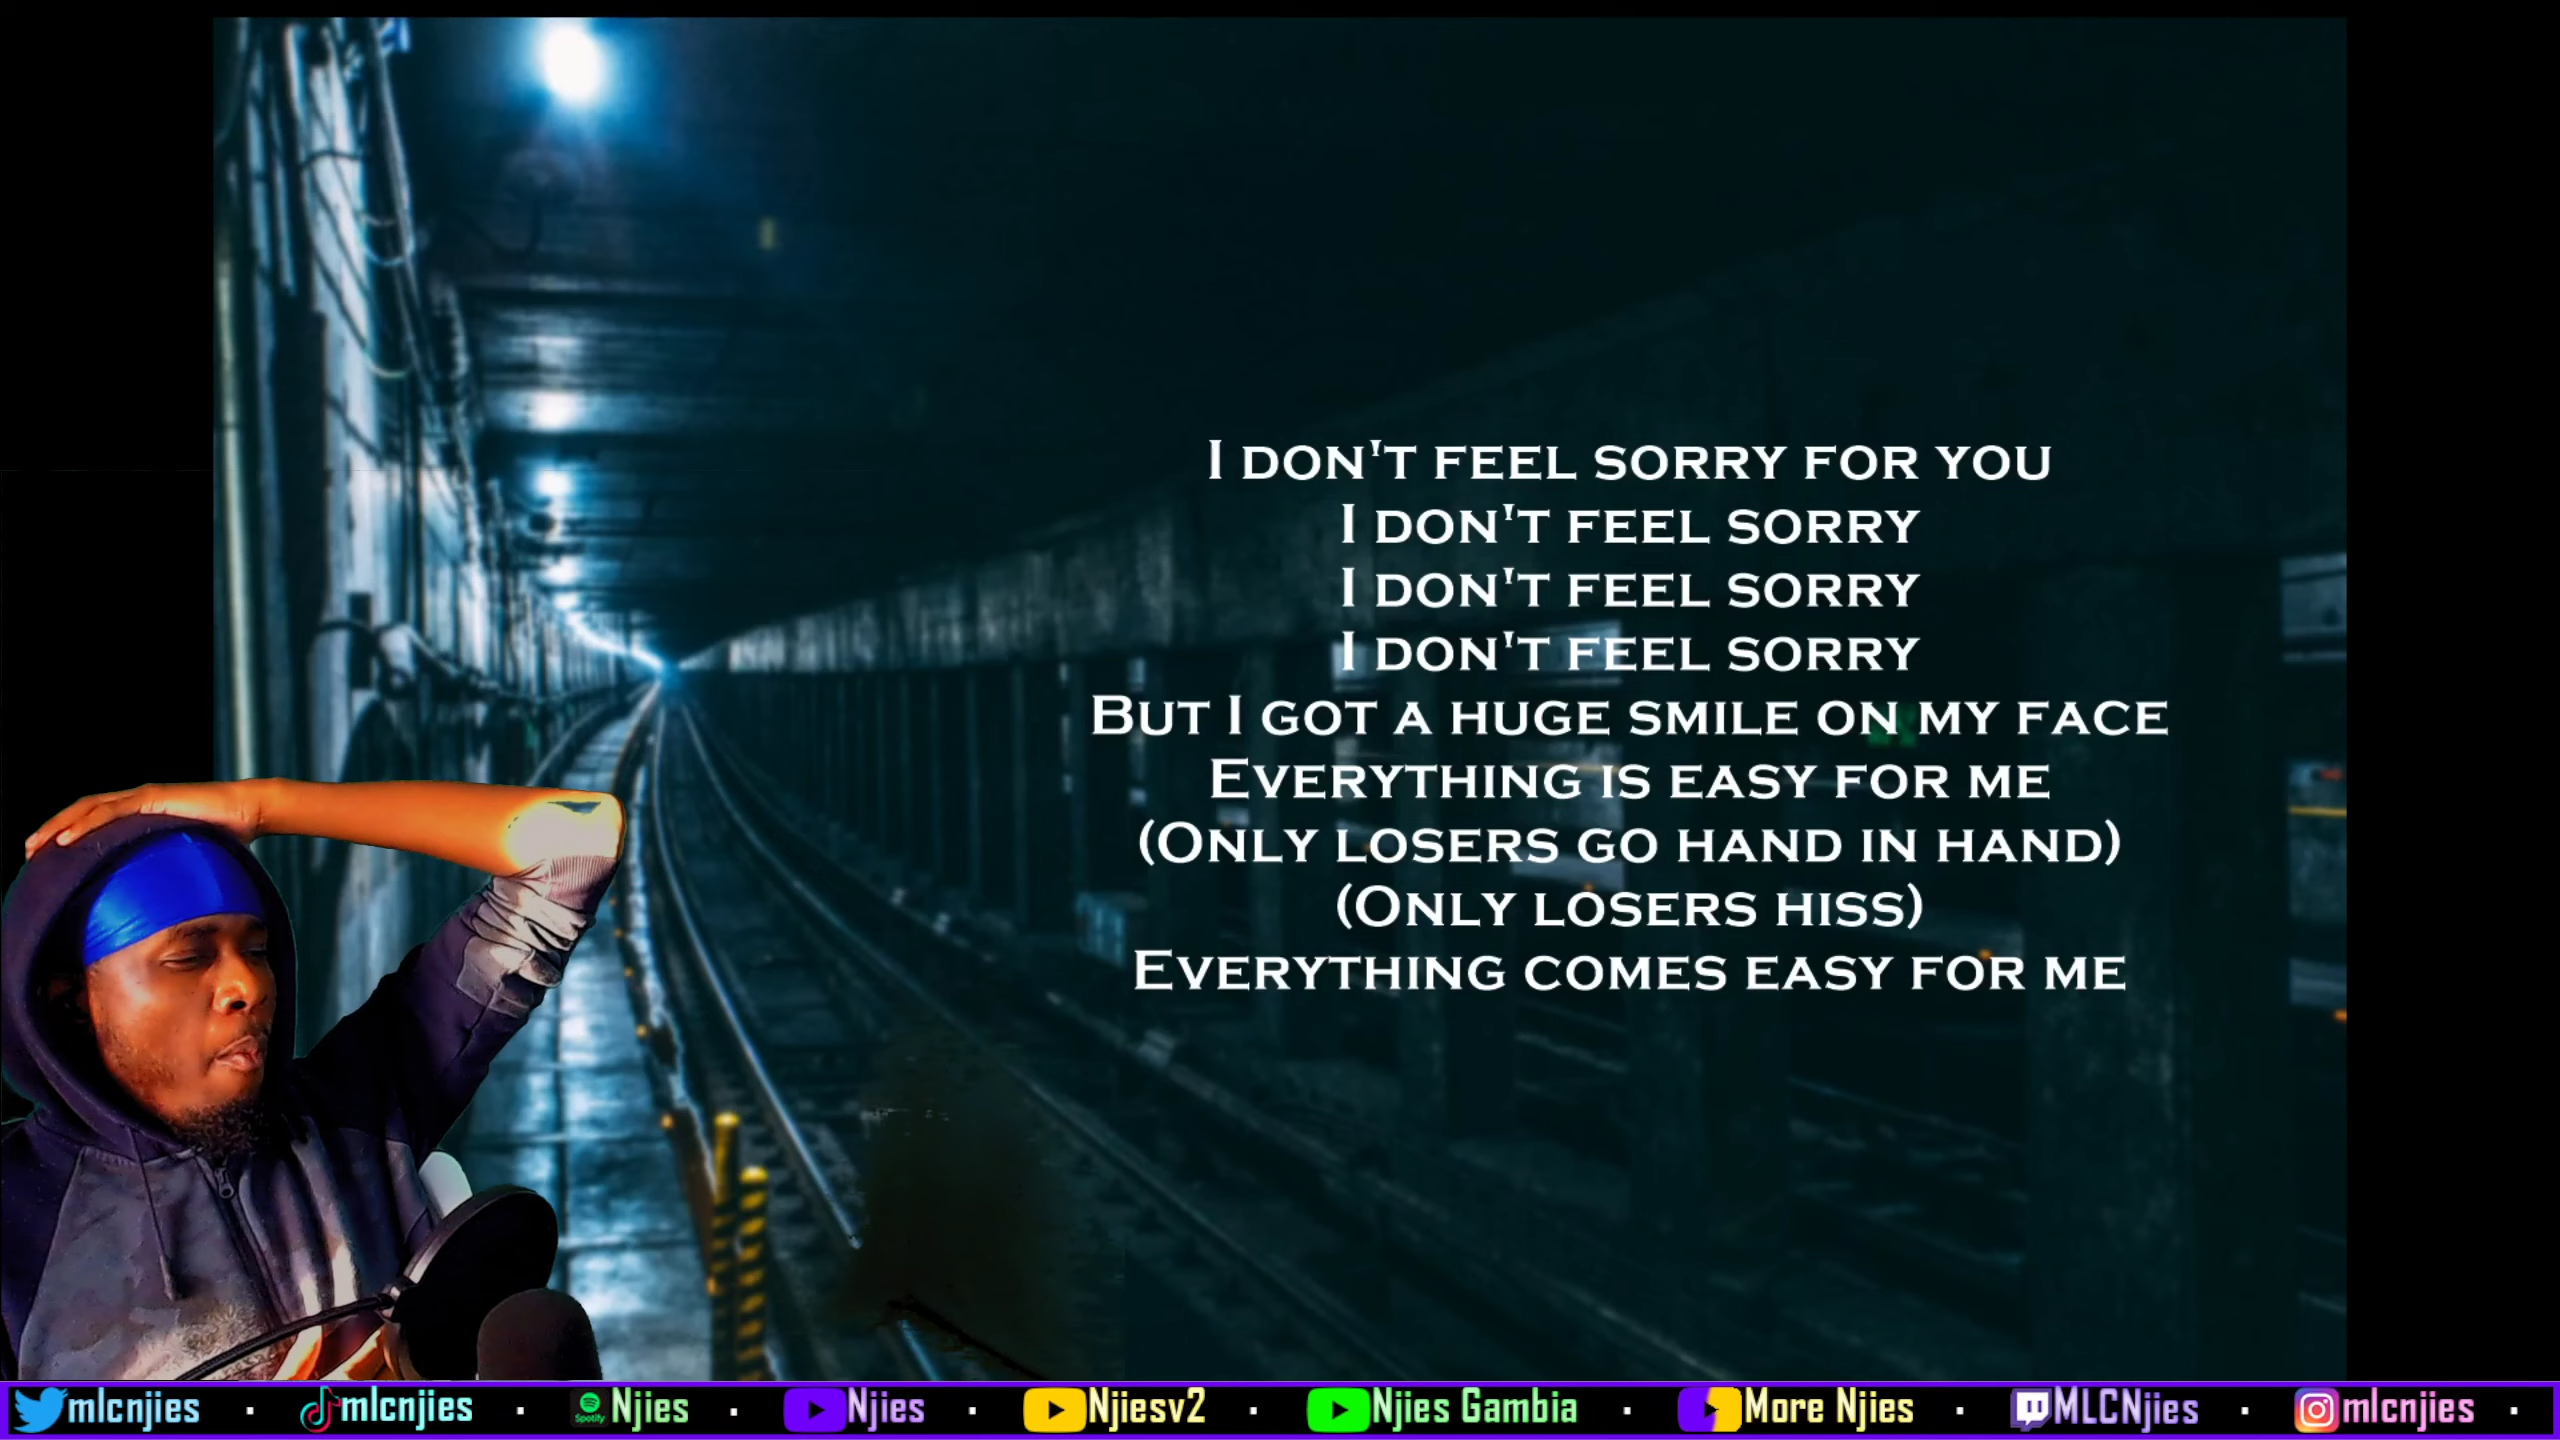 I DON'T FEEL SORRY FOR YOU
I DON'T FEEL SORRY
I DON'T FEEL SORRY
I DON'T FEEL SORRY
BUT I GOT A HUGE SMILE ON MY FACE
EVERYTHING IS EASY FOR ME
(ONLY LOSERS GO HAND IN HAND)
(ONLY LOSERS HISS)
EVERYTHING COMES EASY FOR ME
mlcnjies · mlcnjies · Spotify Njies · Njies · Njiesv2 · Njies Gambia · More Njies · MLCNjies · mlcnjies ·